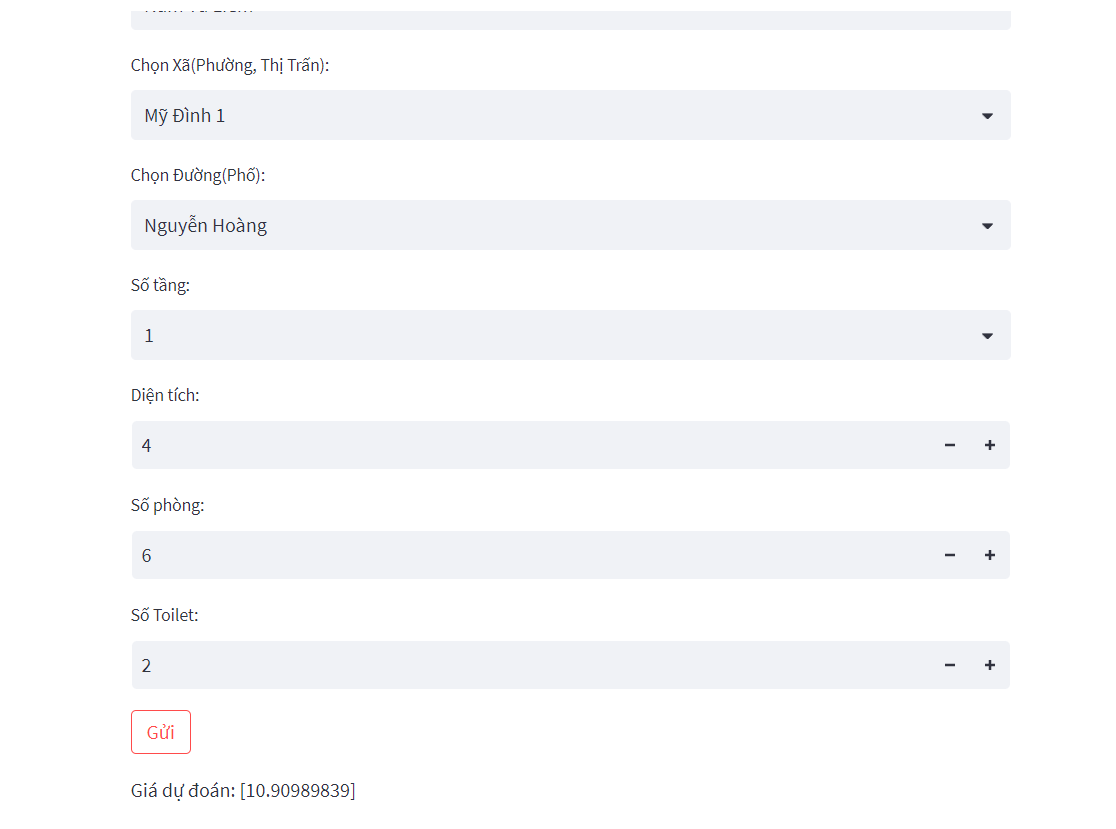 Chọn Xã(Phường, Thị Trấn):
Mỹ Đình 1
Chọn Đường(Phố):
Nguyễn Hoàng
Số tầng:
1
Diện tích:
4
Số phòng:
6
Số Toilet:
2
Gửi
Giá dự đoán: [10.90989839]